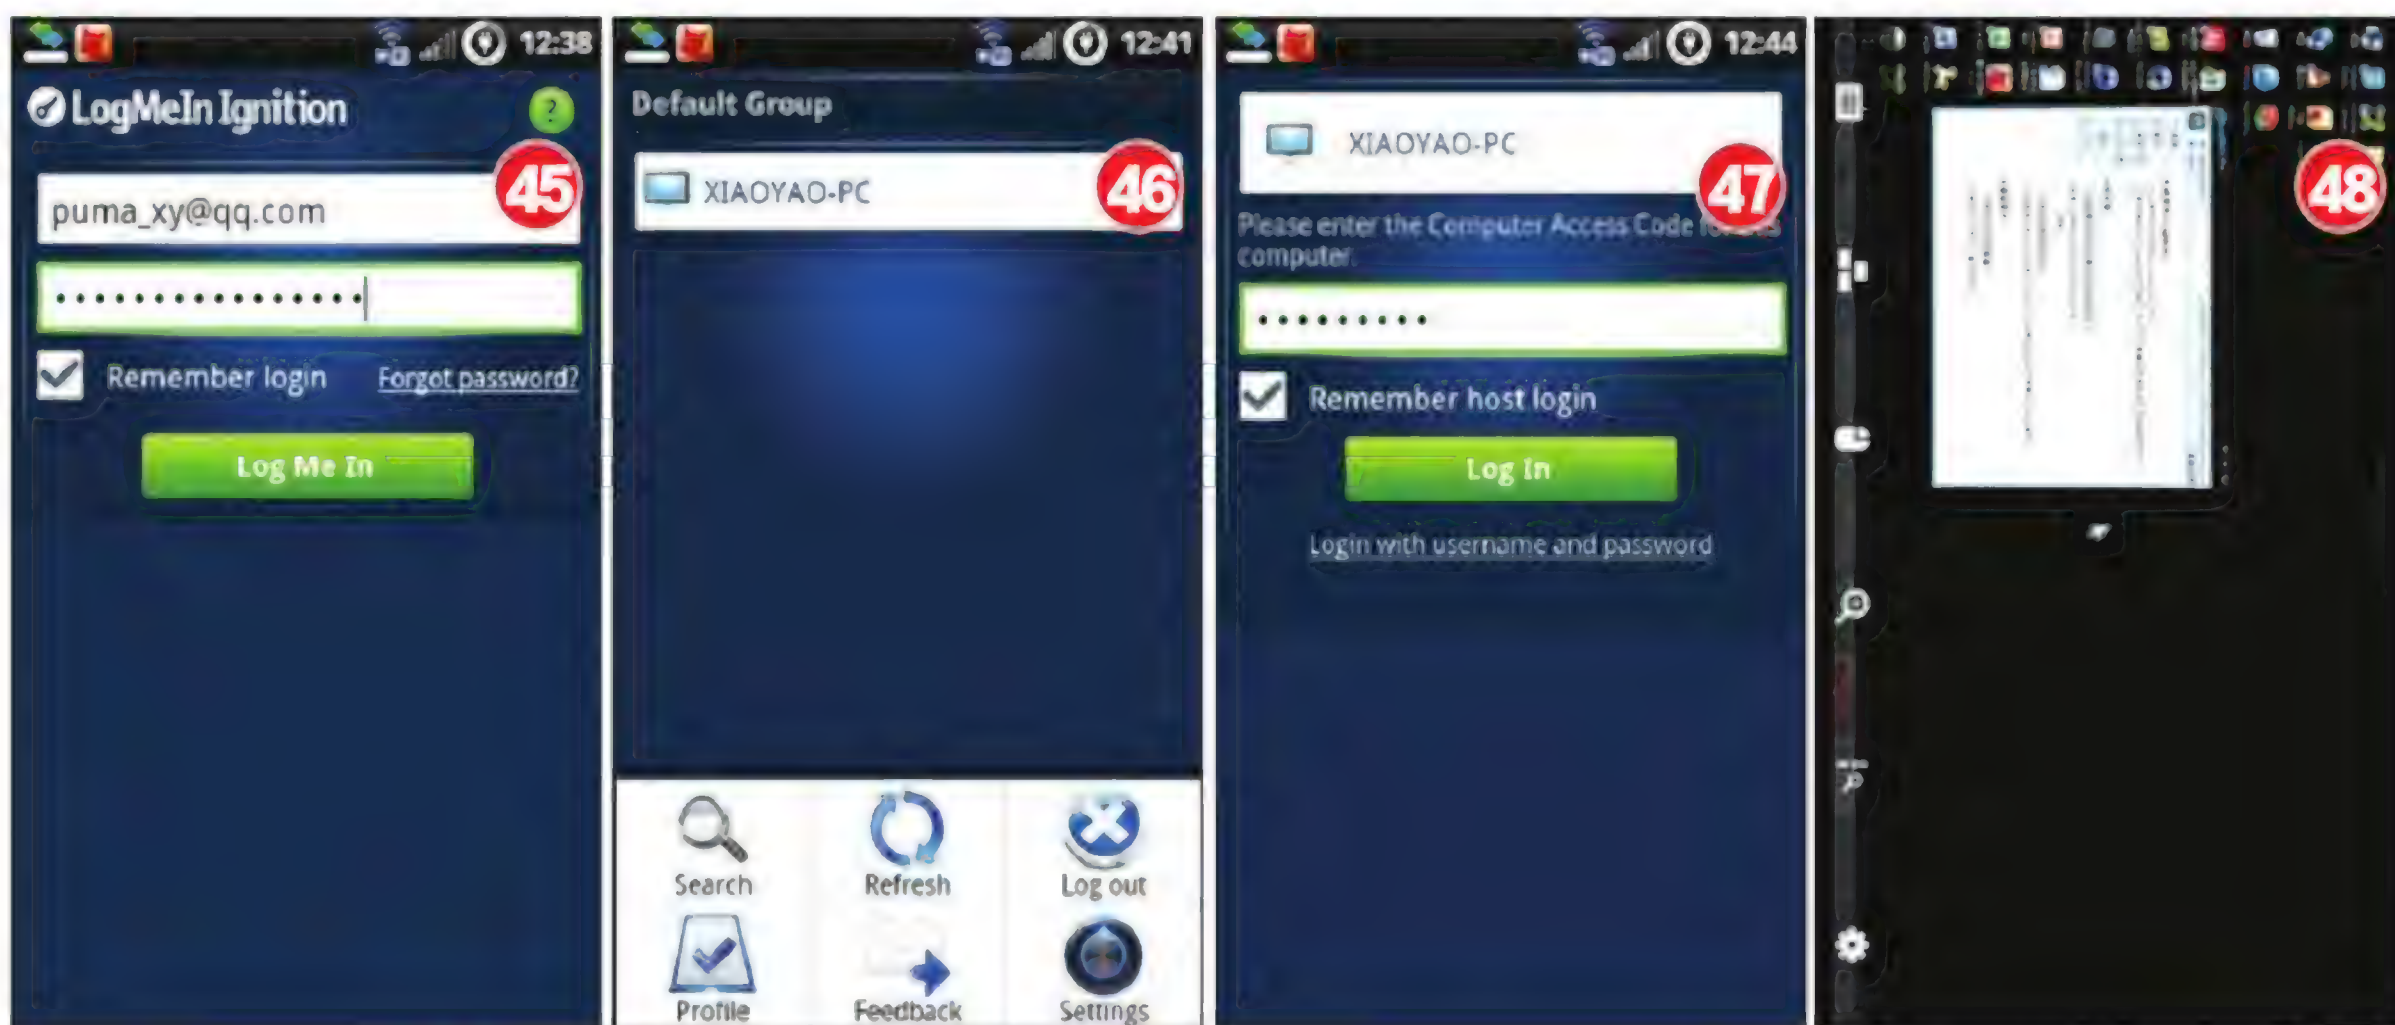 12:38
LogMeIn Ignition
?
45
puma_xy@qq.com
Remember login
Forgot password?
Log Me In
12:41
Default Group
46
XIAOYAO-PC
Search
Refresh
Log out
Profile
Feedback
Settings
12:44
XIAOYAO-PC
47
Please enter the Computer Access Code
computer.
Remember host login
Log In
Login with username and password
48